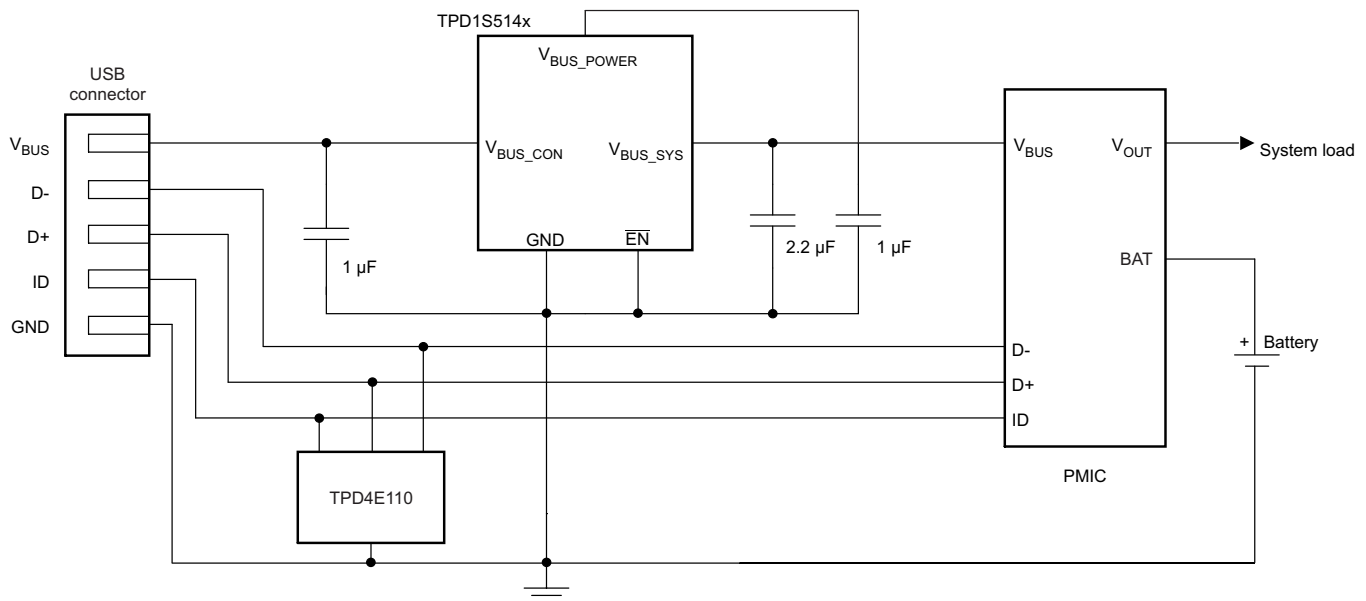 TPD1S514x
USB
connector
VBUS
D-
D+
ID
GND
VBUS_POWER
VBUS_CON
VBUS_SYS
GND
EN
1 µF
2.2 µF
1 µF
VBUS
VOUT
BAT
D-
D+
ID
PMIC
System load
+ Battery
TPD4E110